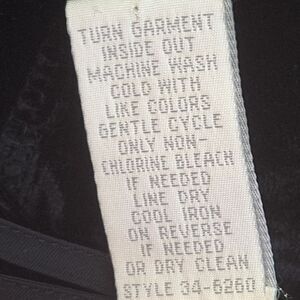 TURN GARMENT
INSIDE OUT
MACHINE WASH
COLD WITH
LIKE COLORS
GENTLE CYCLE
ONLY NON-
CHLORINE BLEACH
IF NEEDED
LINE DRY
COOL IRON
ON REVERSE
IF NEEDED
OR DRY CLEAN
STYLE 34-6260